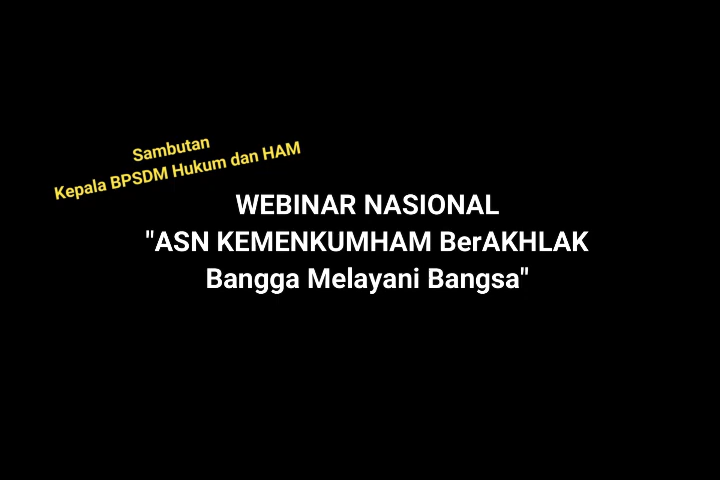 Sambutan
Kepala BPSDM Hukum dan HAM
WEBINAR NASIONAL
"ASN KEMENKUMHAM BerAKHLAK
Bangga Melayani Bangsa"